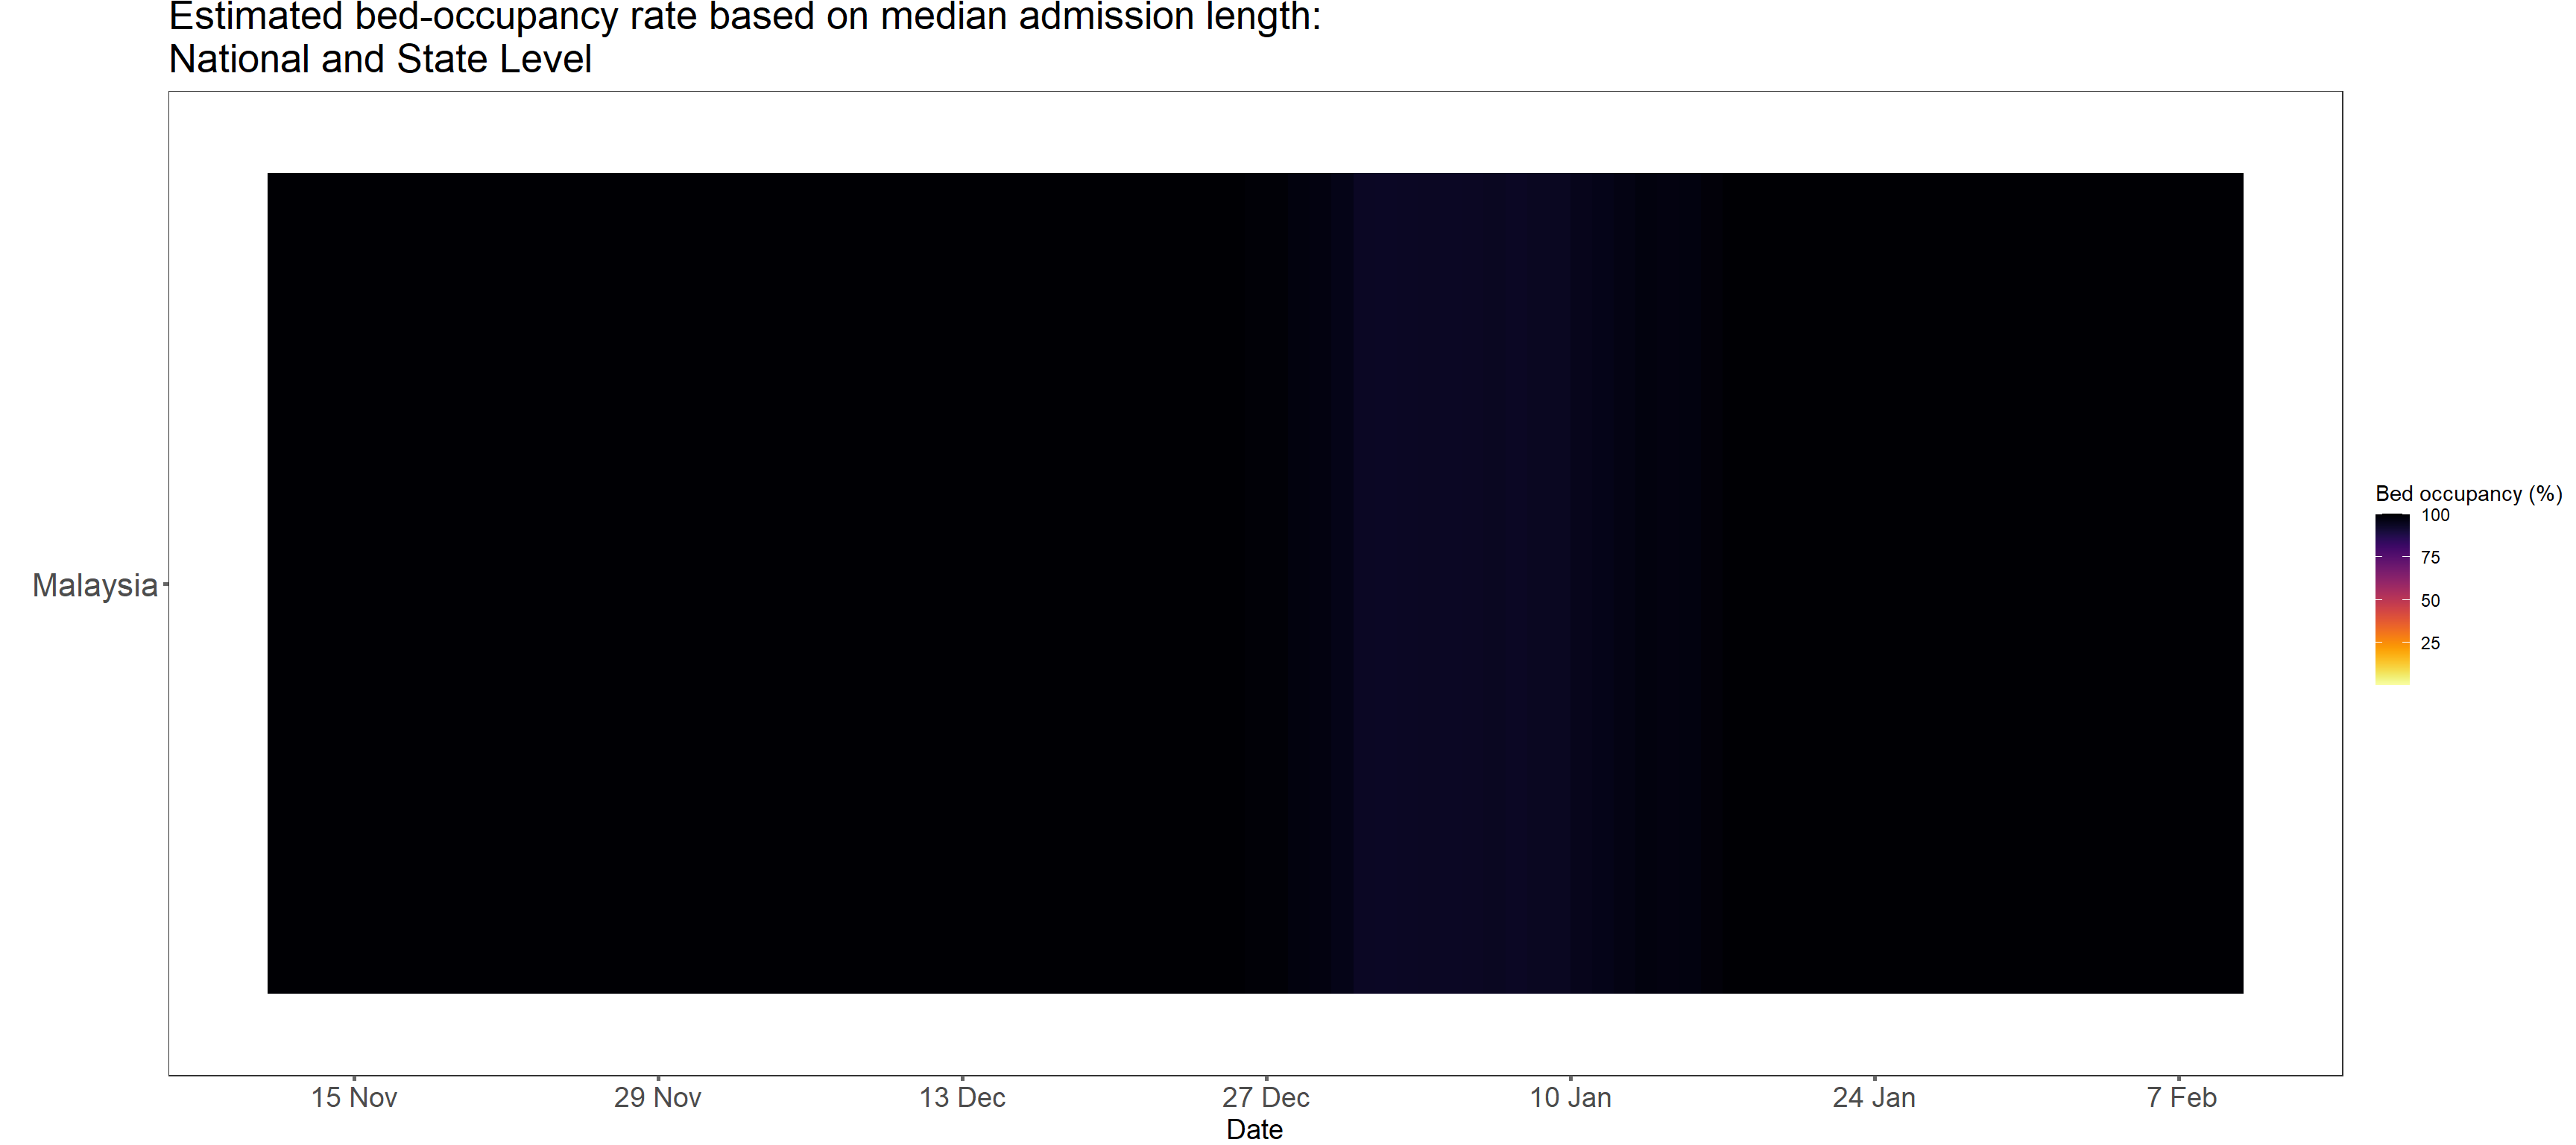 Estimated bed-occupancy rate based on median admission length:
National and State Level
Malaysia
Bed occupancy (%)
100
75
50
25
15 Nov
29 Nov
13 Dec
27 Dec
10 Jan
24 Jan
7 Feb
Date